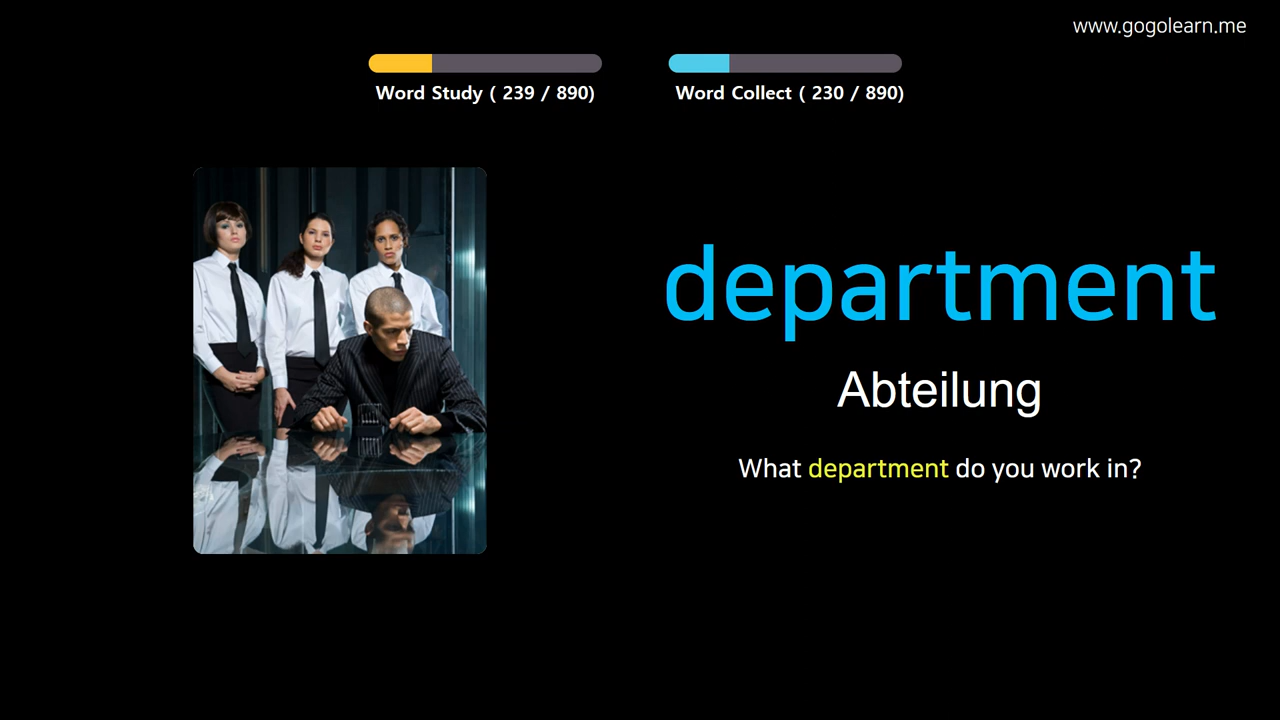 www.gogolearn.me
Word Study ( 239 / 890)
Word Collect ( 230 / 890)
department
Abteilung
What department do you work in?